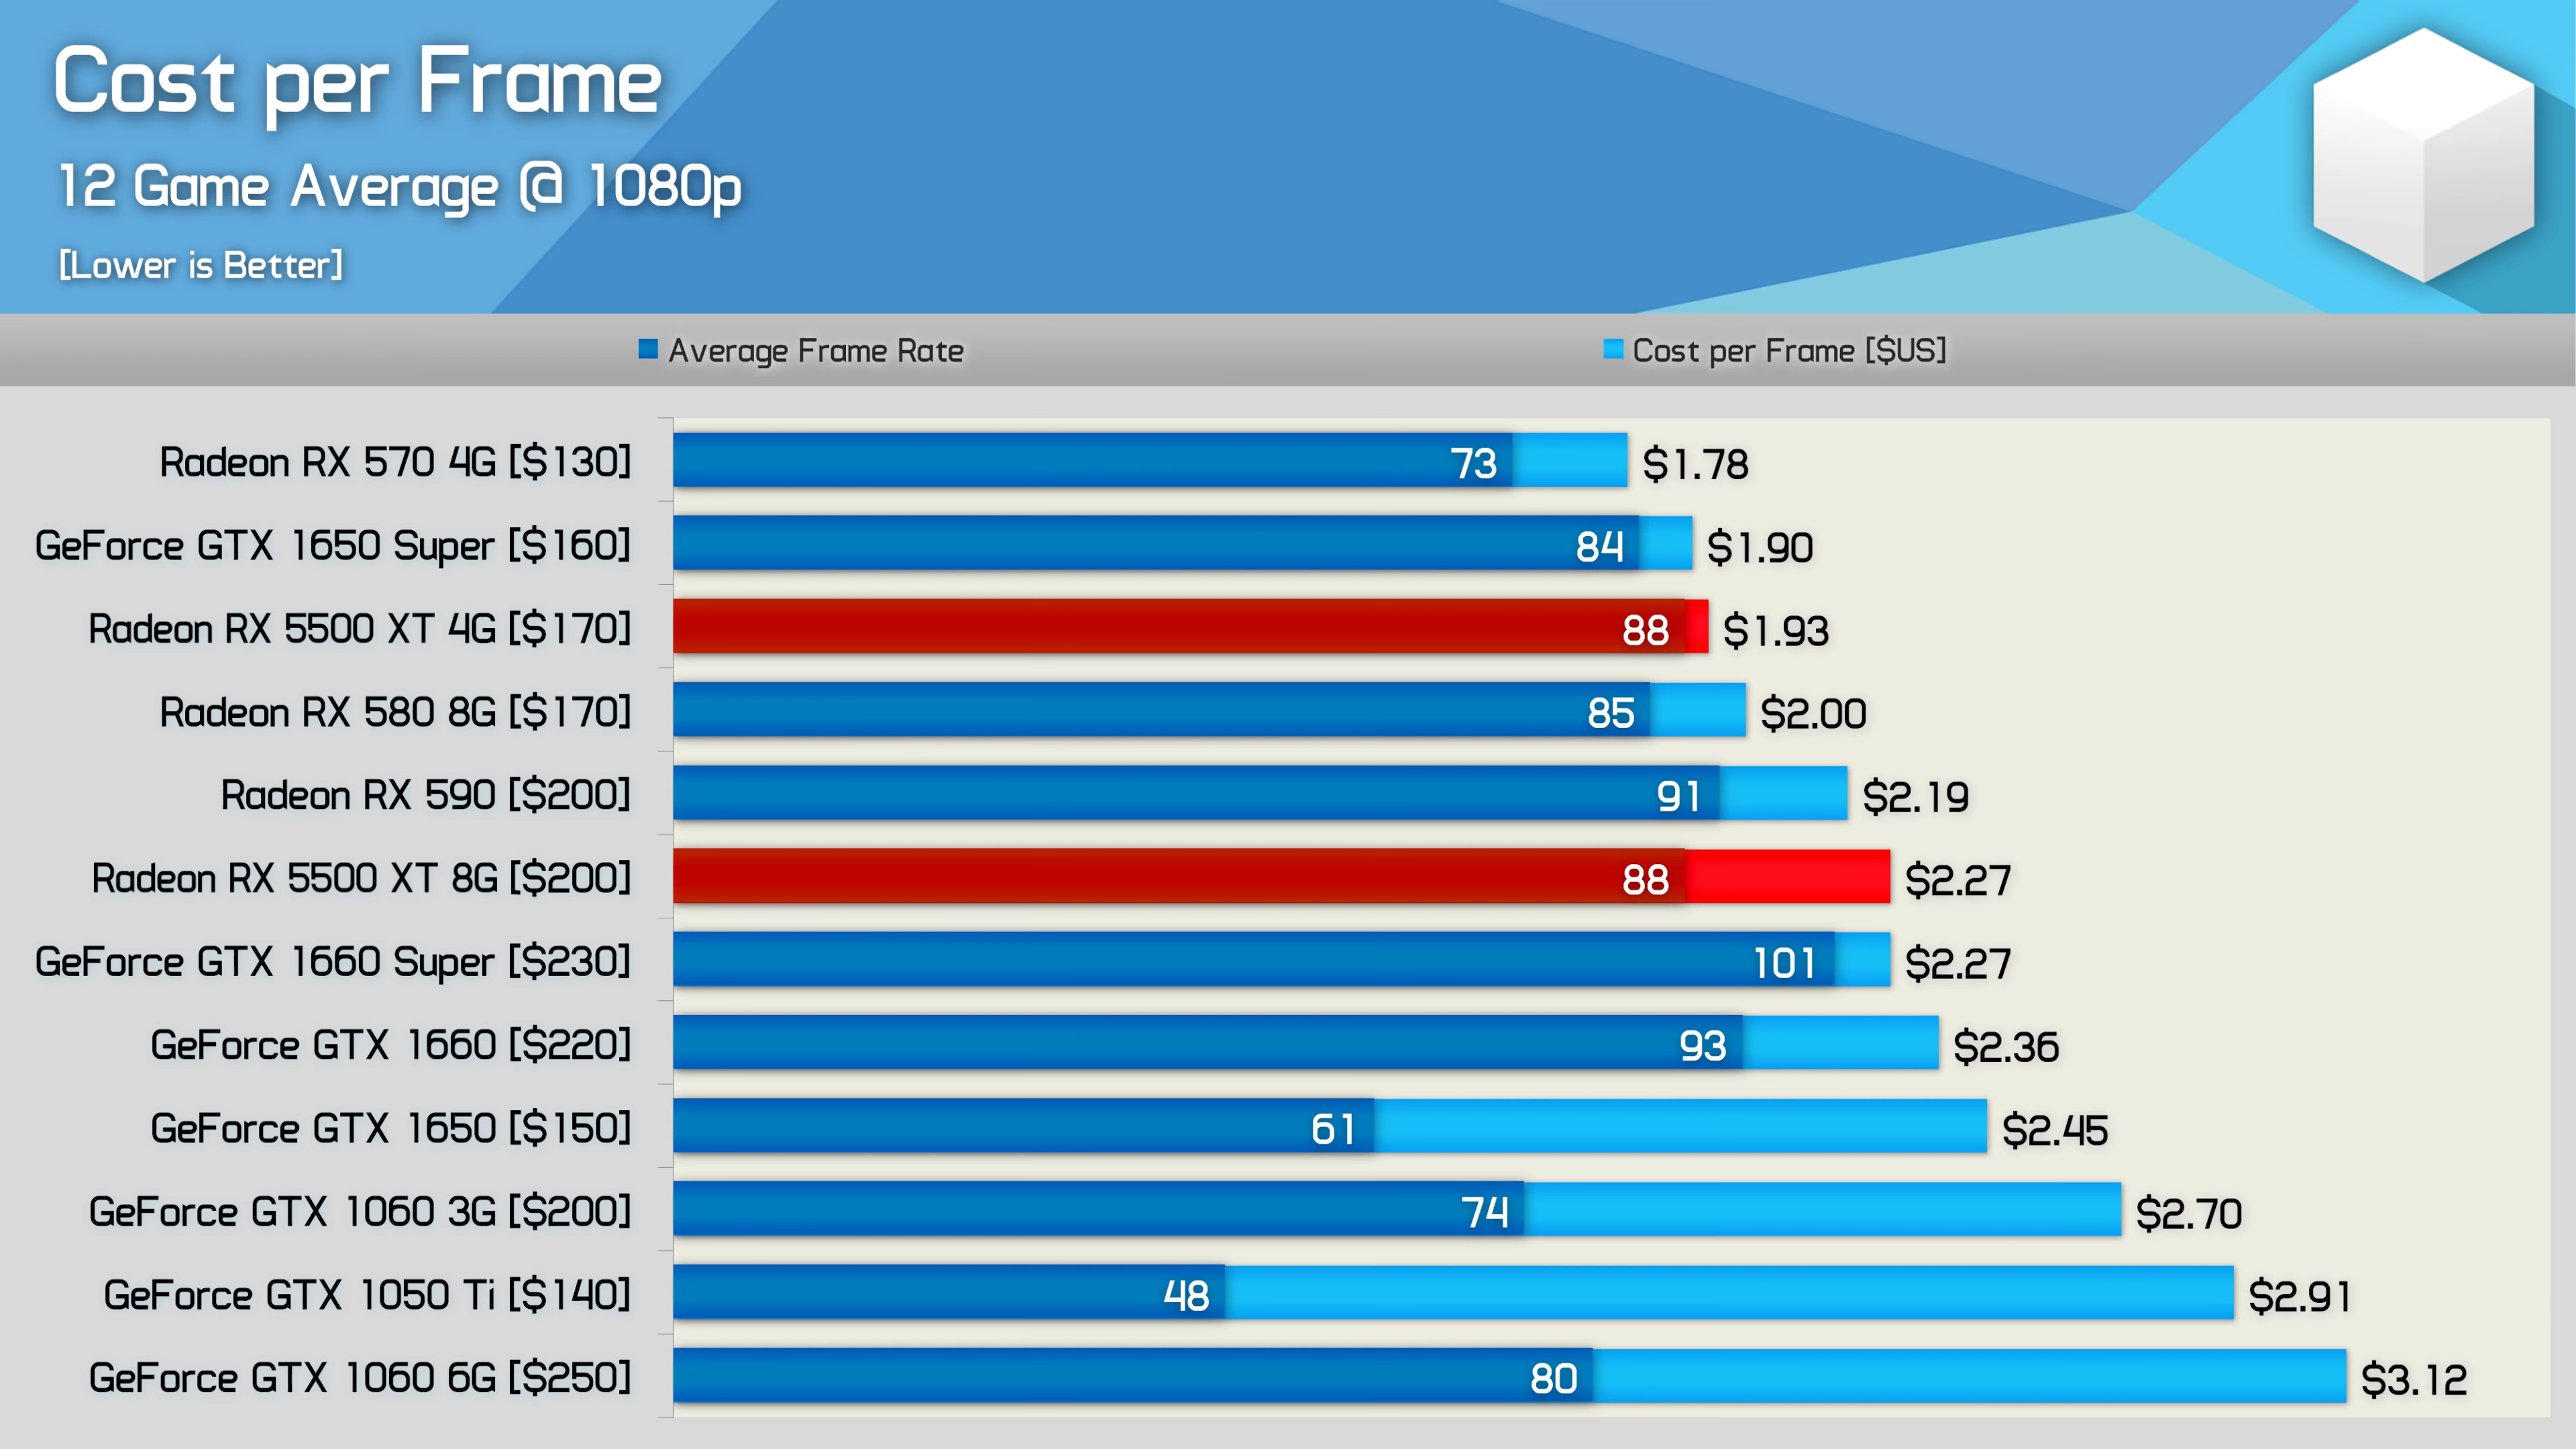 Cost per Frame
12 Game Average @ 1080p
[Lower is Better]
Average Frame Rate Cost per Frame [$US]
Radeon RX 570 4G [$130] 73 $1.78
GeForce GTX 1650 Super [$160] 84 $1.90
Radeon RX 5500 XT 4G [$170] 88 $1.93
Radeon RX 580 8G [$170] 85 $2.00
Radeon RX 590 [$200] 91 $2.19
Radeon RX 5500 XT 8G [$200] 88 $2.27
GeForce GTX 1660 Super [$230] 101 $2.27
GeForce GTX 1660 [$220] 93 $2.36
GeForce GTX 1650 [$150] 61 $2.45
GeForce GTX 1060 3G [$200] 74 $2.70
GeForce GTX 1050 Ti [$140] 48 $2.91
GeForce GTX 1060 6G [$250] 80 $3.12